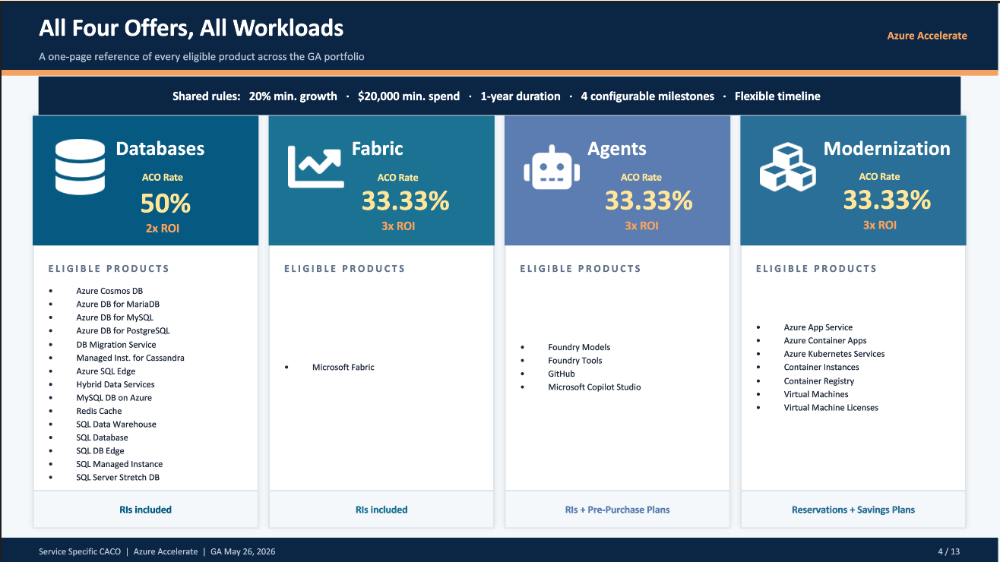 All Four Offers, All Workloads
Azure Accelerate
A one-page reference of every eligible product across the GA portfolio
Shared rules: 20% min. growth · $20,000 min. spend · 1-year duration · 4 configurable milestones · Flexible timeline
Databases
ACO Rate
50%
2x ROI
ELIGIBLE PRODUCTS
• Azure Cosmos DB
• Azure DB for MariaDB
• Azure DB for MySQL
• Azure DB for PostgreSQL
• DB Migration Service
• Managed Inst. for Cassandra
• Azure SQL Edge
• Hybrid Data Services
• MySQL DB on Azure
• Redis Cache
• SQL Data Warehouse
• SQL Database
• SQL DB Edge
• SQL Managed Instance
• SQL Server Stretch DB
RIs included
Fabric
ACO Rate
33.33%
3x ROI
ELIGIBLE PRODUCTS
• Microsoft Fabric
RIs included
Agents
ACO Rate
33.33%
3x ROI
ELIGIBLE PRODUCTS
• Foundry Models
• Foundry Tools
• GitHub
• Microsoft Copilot Studio
RIs + Pre-Purchase Plans
Modernization
ACO Rate
33.33%
3x ROI
ELIGIBLE PRODUCTS
• Azure App Service
• Azure Container Apps
• Azure Kubernetes Services
• Container Instances
• Container Registry
• Virtual Machines
• Virtual Machine Licenses
Reservations + Savings Plans
Service Specific CACO | Azure Accelerate | GA May 26, 2026
4 / 13